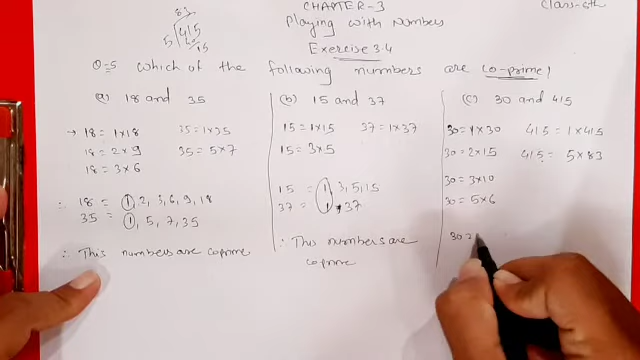 CHAPTER-3
Class-6th
Playing with Numbers
Exercise 3.4
83
5 415
40
15
Q-5 which of the following numbers are co-prime?
(a) 18 and 35
→ 18 = 1×18 35 = 1×35
18 = 2×9 35 = 5×7
18 = 3×6
∴ 18 = 1, 2, 3, 6, 9, 18
35 = 1, 5, 7, 35
∴ This numbers are coprime
(b) 15 and 37
15 = 1×15 37 = 1×37
15 = 3×5
15 = 1, 3, 5, 15
37 = 1, 37
∴ This numbers are
coprime
(c) 30 and 415
30 = 1×30 415 = 1×415
30 = 2×15 415 = 5×83
30 = 3×10
30 = 5×6
30 =